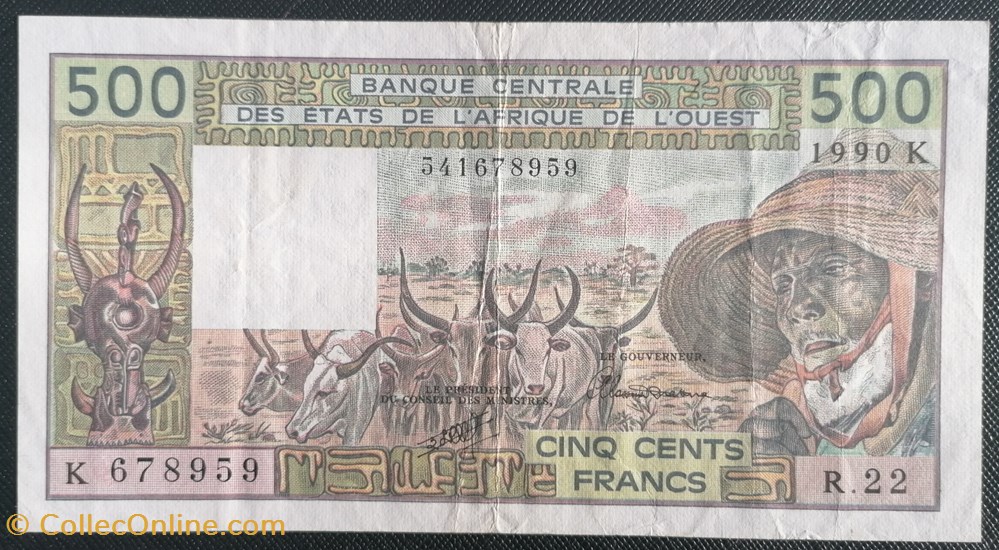 500
BANQUE CENTRALE
DES ÉTATS DE L'AFRIQUE DE L'OUEST
500
541678959
1990 K
LE GOUVERNEUR,
LE PRÉSIDENT
DU CONSEIL DES MINISTRES,
K 678959
CINQ CENTS
FRANCS
R.22
© CollecOnline.com